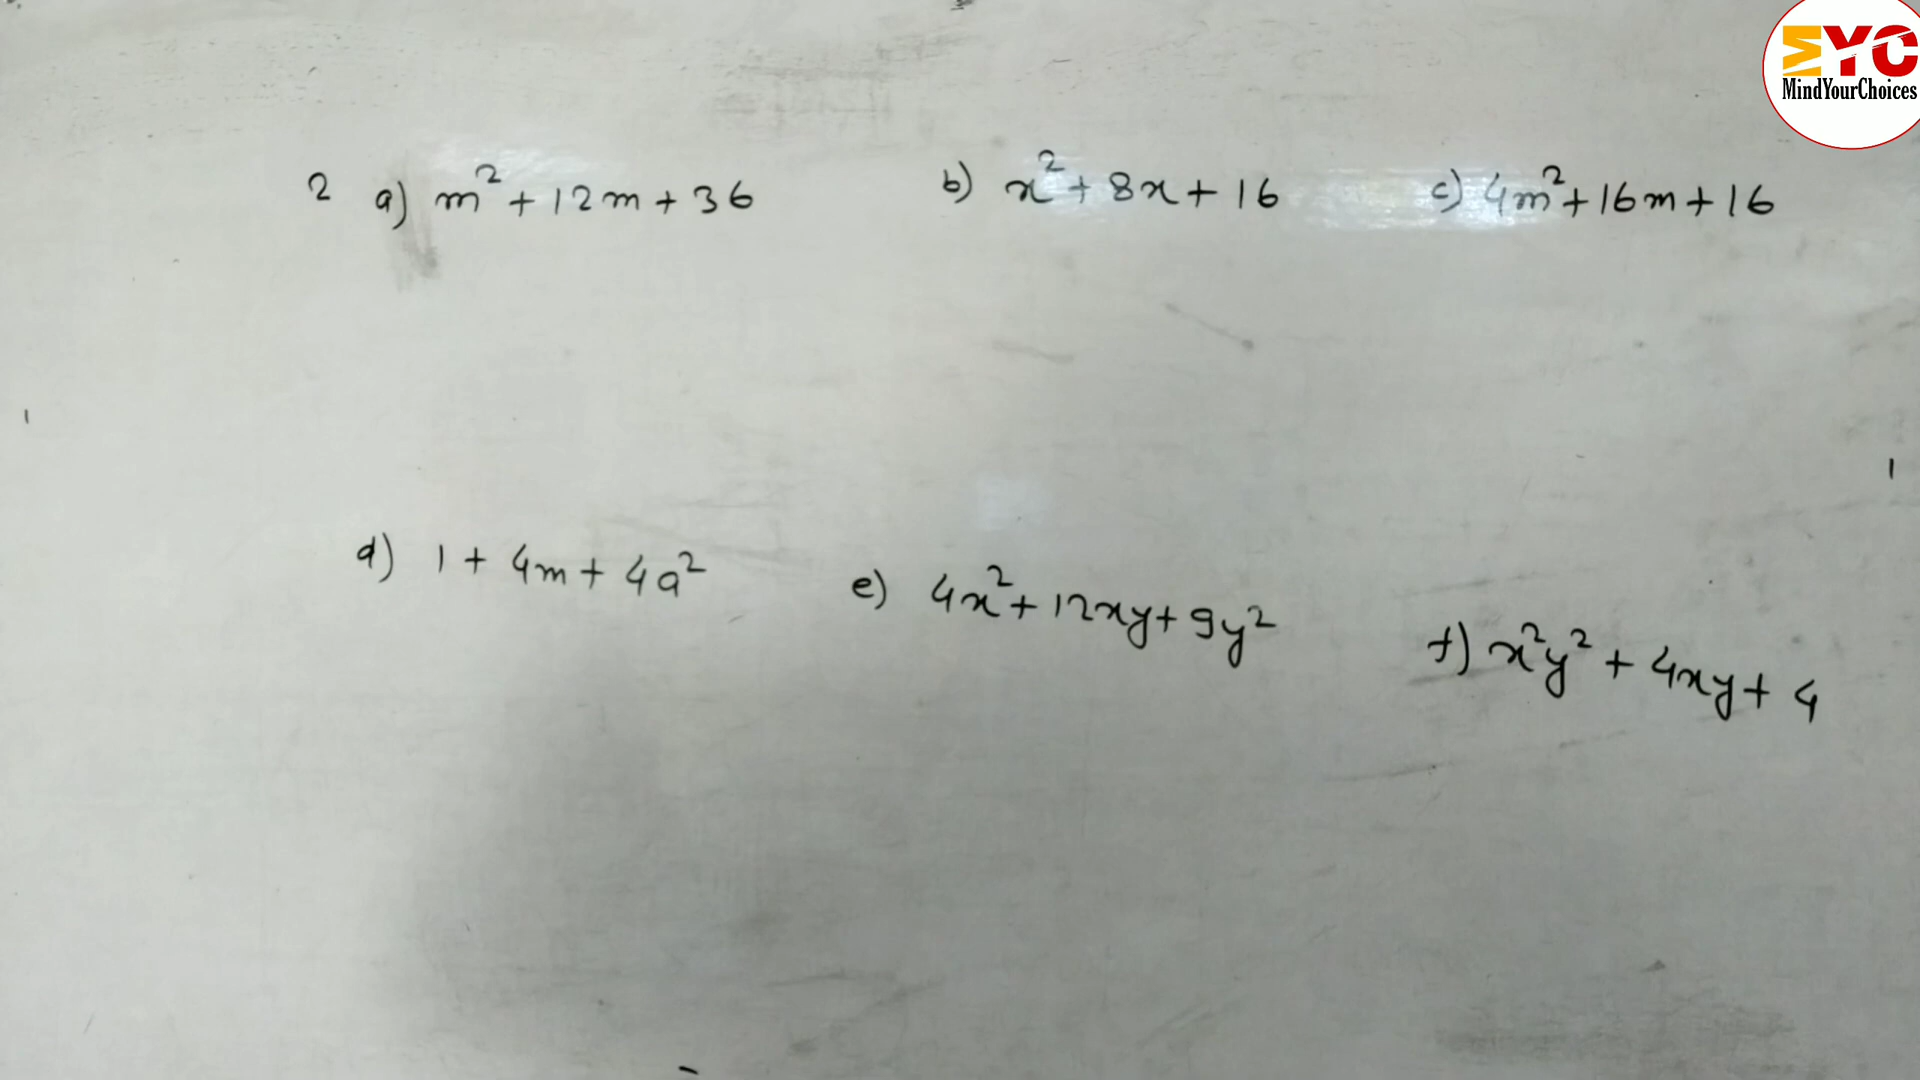 MYC
MindYourChoices
2 a) m² + 12m + 36
b) x² + 8x + 16
c) 4m² + 16m + 16
d) 1 + 4m + 4a²
e) 4x² + 12xy + 9y²
f) x²y² + 4xy + 4